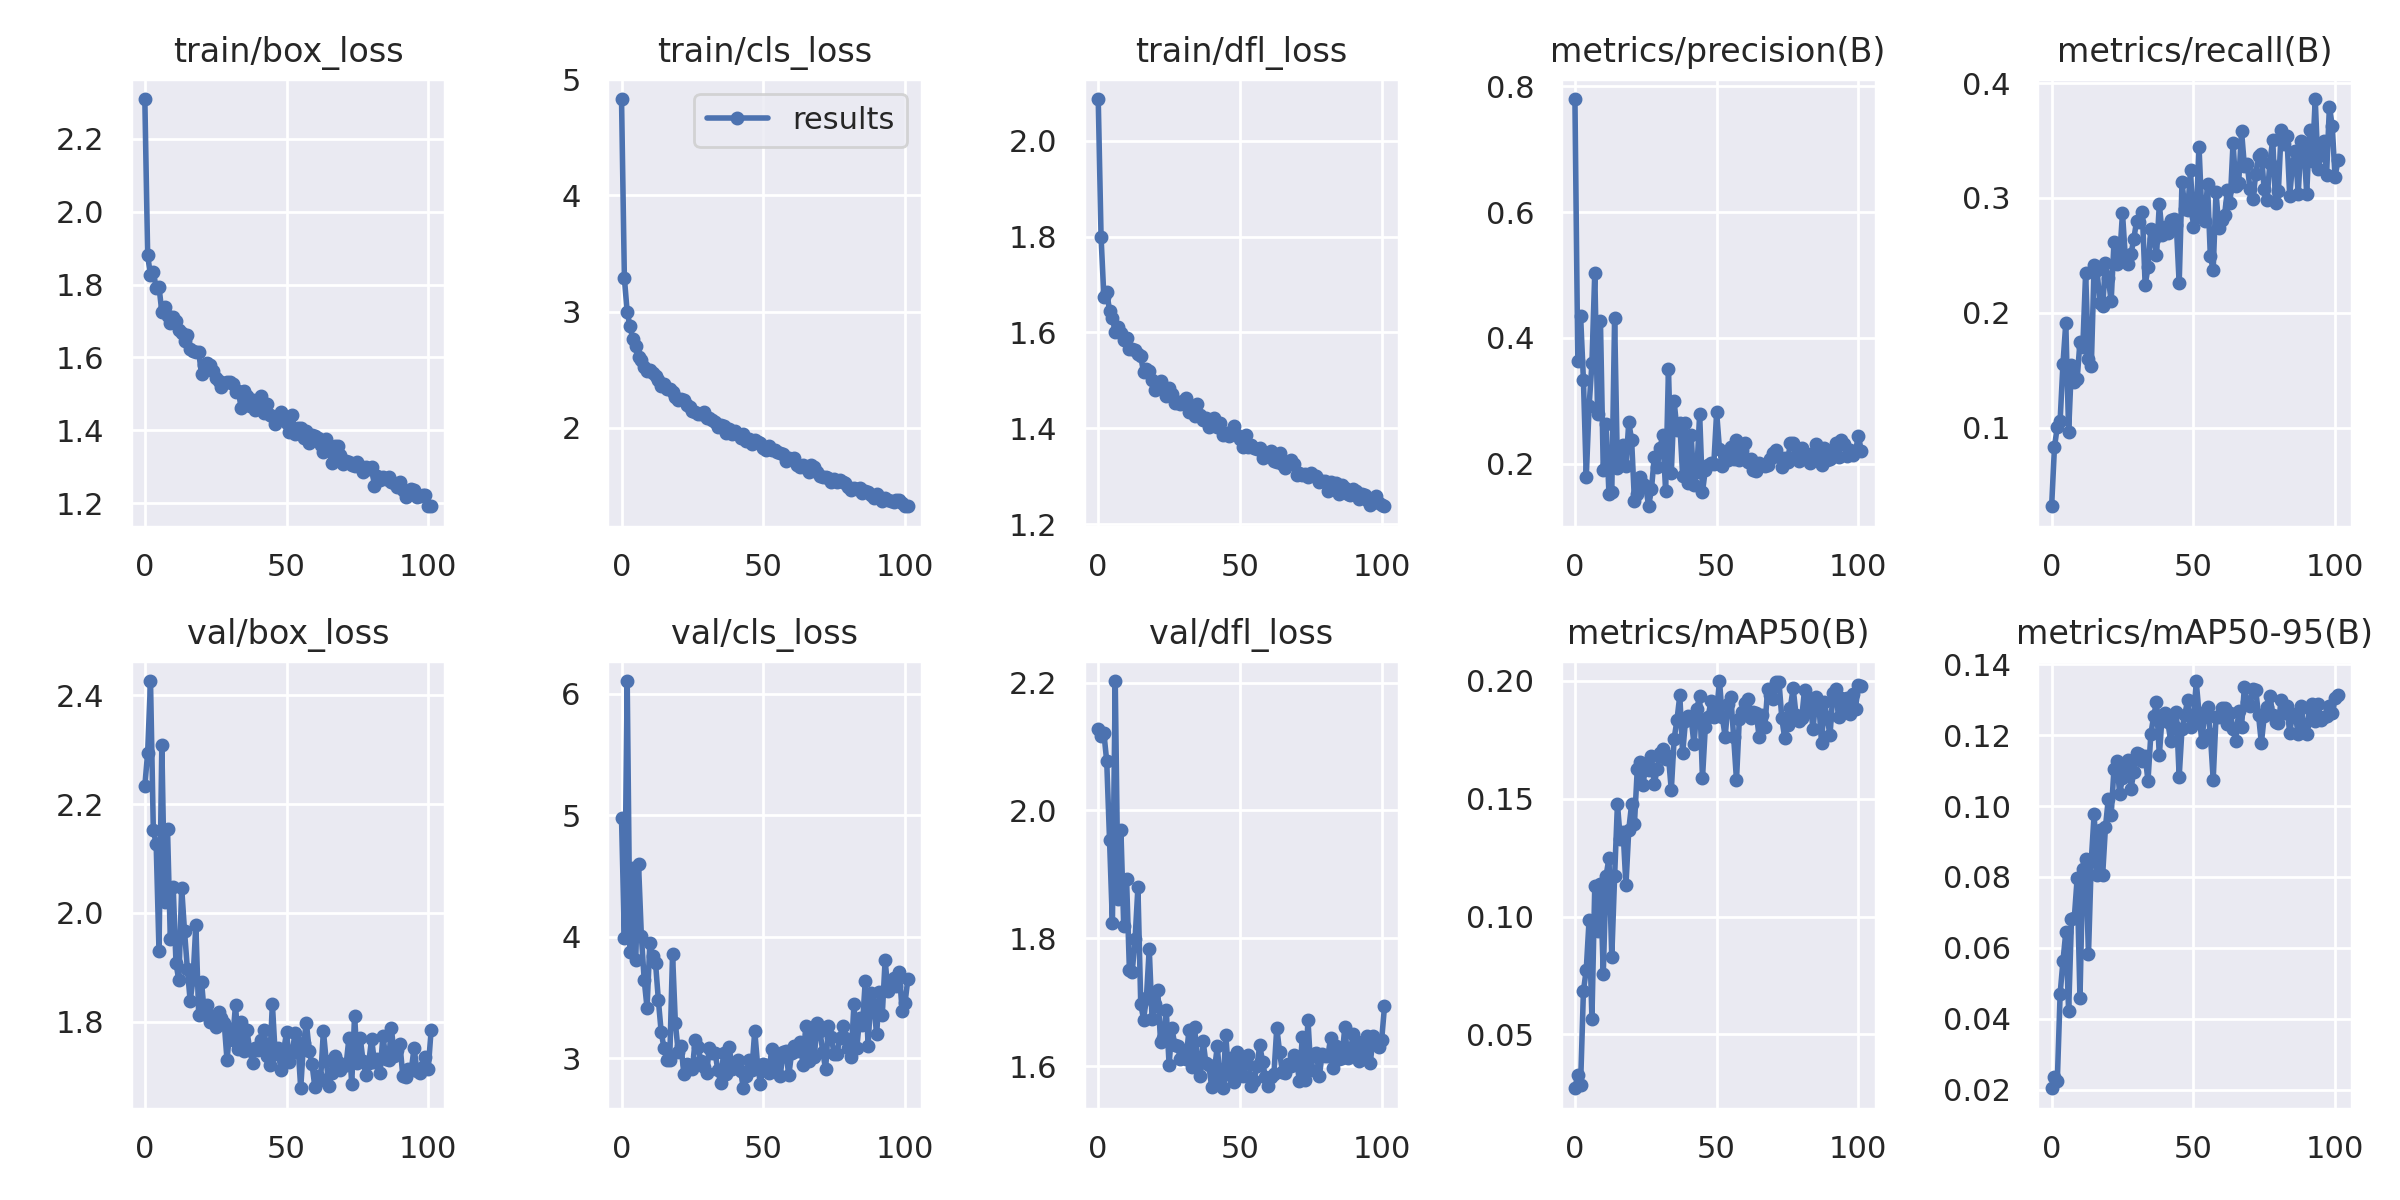 train/box_loss
train/cls_loss
train/dfl_loss
metrics/precision(B)
metrics/recall(B)
2.2
2.0
1.8
1.6
1.4
1.2
0 50 100
5
4
3
2
results
0 50 100
2.0
1.8
1.6
1.4
1.2
0 50 100
0.8
0.6
0.4
0.2
0 50 100
0.4
0.3
0.2
0.1
0 50 100
val/box_loss
val/cls_loss
val/dfl_loss
metrics/mAP50(B)
metrics/mAP50-95(B)
2.4
2.2
2.0
1.8
0 50 100
6
5
4
3
0 50 100
2.2
2.0
1.8
1.6
0 50 100
0.20
0.15
0.10
0.05
0 50 100
0.14
0.12
0.10
0.08
0.06
0.04
0.02
0 50 100